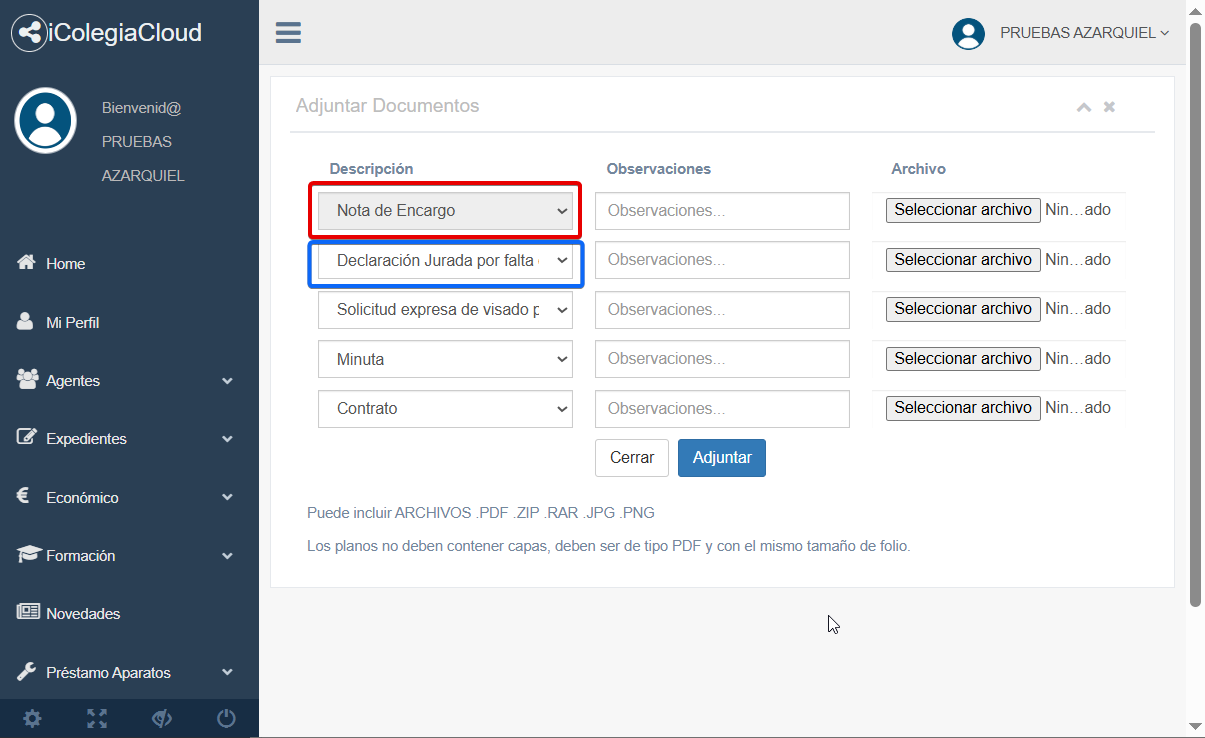 iColegiaCloud
PRUEBAS AZARQUIEL
Bienvenid@
PRUEBAS
AZARQUIEL
Home
Mi Perfil
Agentes
Expedientes
Económico
Formación
Novedades
Préstamo Aparatos
Adjuntar Documentos
Descripción Observaciones Archivo
Nota de Encargo Observaciones... Seleccionar archivo Nin...ado
Declaración Jurada por falta Observaciones... Seleccionar archivo Nin...ado
Solicitud expresa de visado p Observaciones... Seleccionar archivo Nin...ado
Minuta Observaciones... Seleccionar archivo Nin...ado
Contrato Observaciones... Seleccionar archivo Nin...ado
Cerrar Adjuntar
Puede incluir ARCHIVOS .PDF .ZIP .RAR .JPG .PNG
Los planos no deben contener capas, deben ser de tipo PDF y con el mismo tamaño de folio.